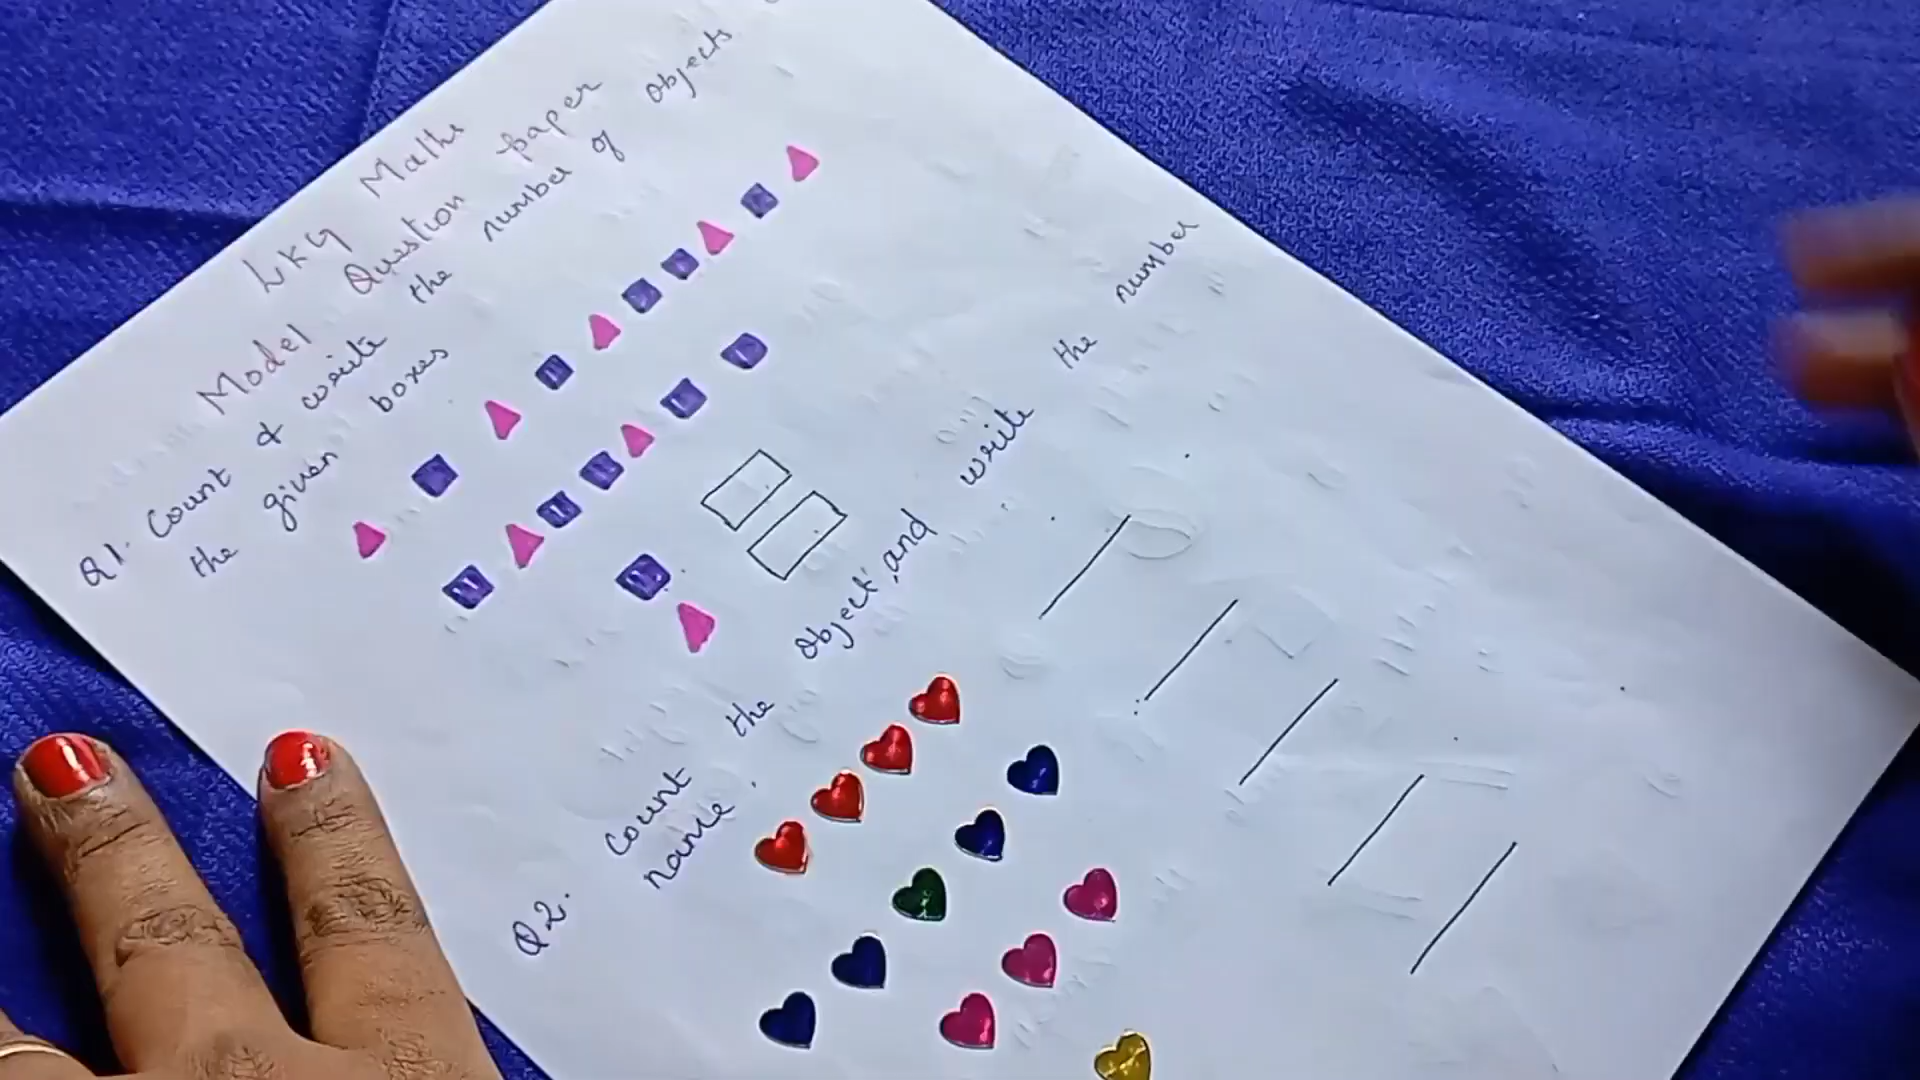 LKG Maths
Model Question paper
Q1. Count & write the number of objects
the given boxes
Q2. Count the object, and write the number
name.